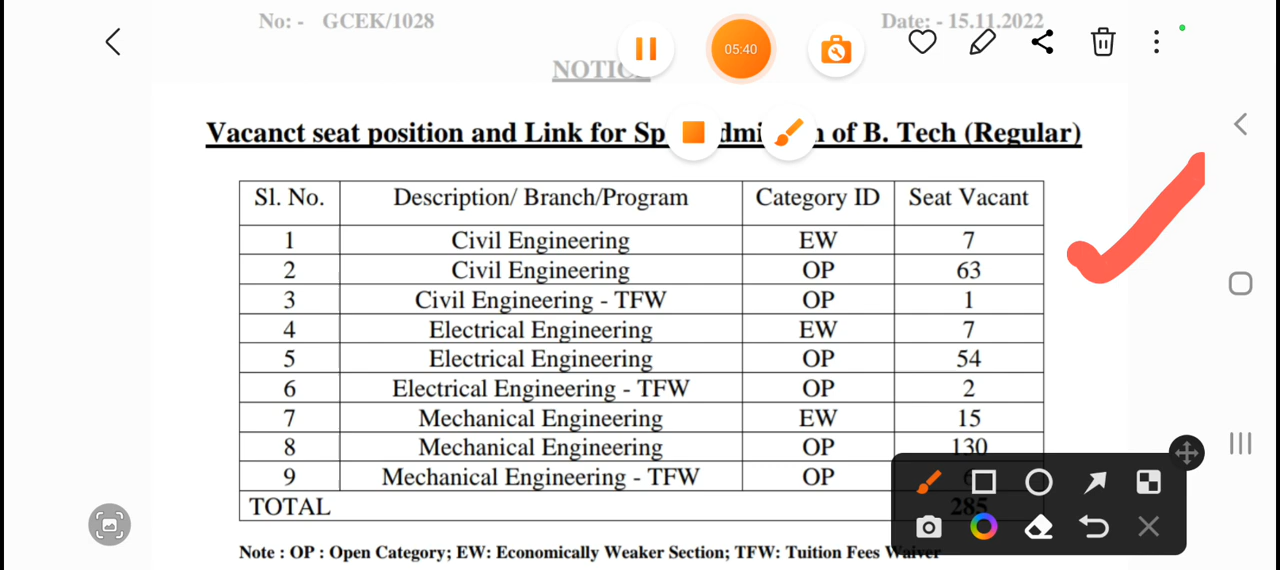 No: - GCEK/1028 Date: - 15.11.2022
05:40
Vacanct seat position and Link for of B. Tech (Regular)
Sl. No. Description/ Branch/Program Category ID Seat Vacant
1 Civil Engineering EW 7
2 Civil Engineering OP 63
3 Civil Engineering - TFW OP 1
4 Electrical Engineering EW 7
5 Electrical Engineering OP 54
6 Electrical Engineering - TFW OP 2
7 Mechanical Engineering EW 15
8 Mechanical Engineering OP 130
9 Mechanical Engineering - TFW OP
TOTAL 285
Note : OP : Open Category; EW: Economically Weaker Section; TFW: Tuition Fees Waiver